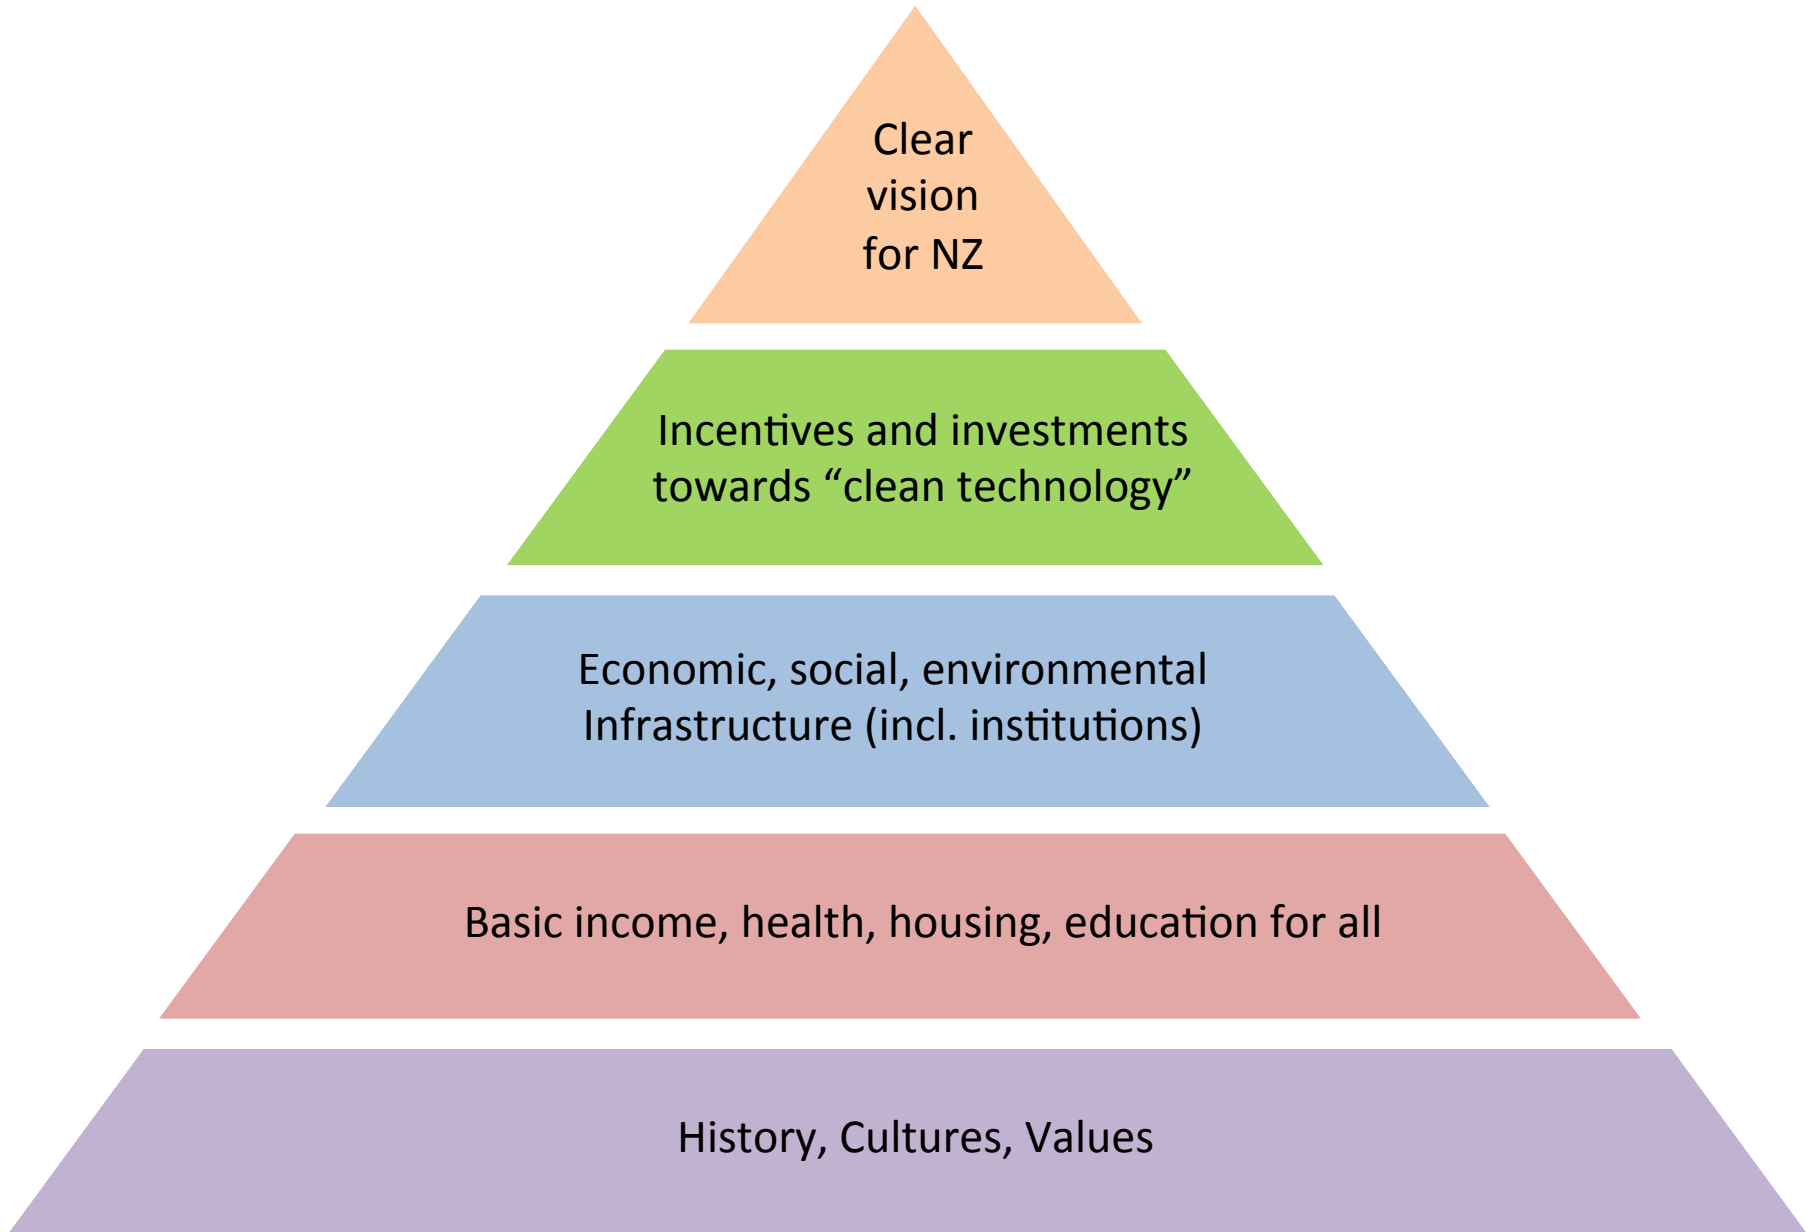 Clear
vision
for NZ
Incentives and investments
towards “clean technology”
Economic, social, environmental
Infrastructure (incl. institutions)
Basic income, health, housing, education for all
History, Cultures, Values